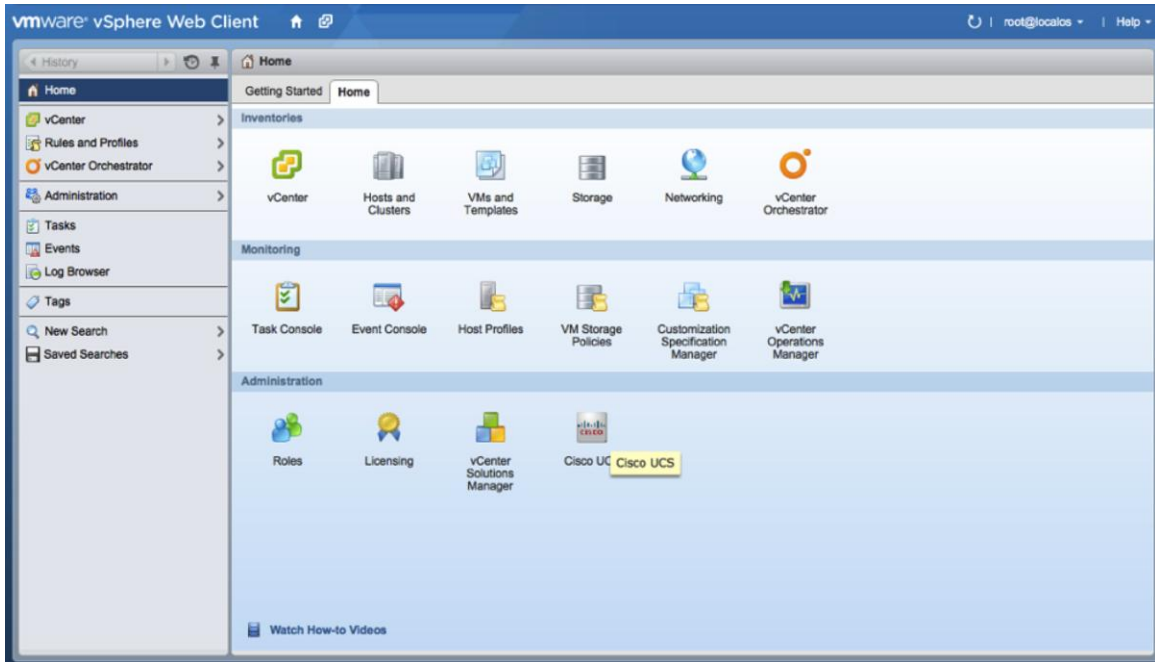 vmware® vSphere Web Client
root@localos
Help
History
Home
vCenter
Rules and Profiles
vCenter Orchestrator
Administration
Tasks
Events
Log Browser
Tags
New Search
Saved Searches
Home
Getting Started
Home
Inventories
vCenter
Hosts and
Clusters
VMs and
Templates
Storage
Networking
vCenter
Orchestrator
Monitoring
Task Console
Event Console
Host Profiles
VM Storage
Policies
Customization
Specification
Manager
vCenter
Operations
Manager
Administration
Roles
Licensing
vCenter
Solutions
Manager
CISCO
Cisco UC
Cisco UCS
Watch How-to Videos